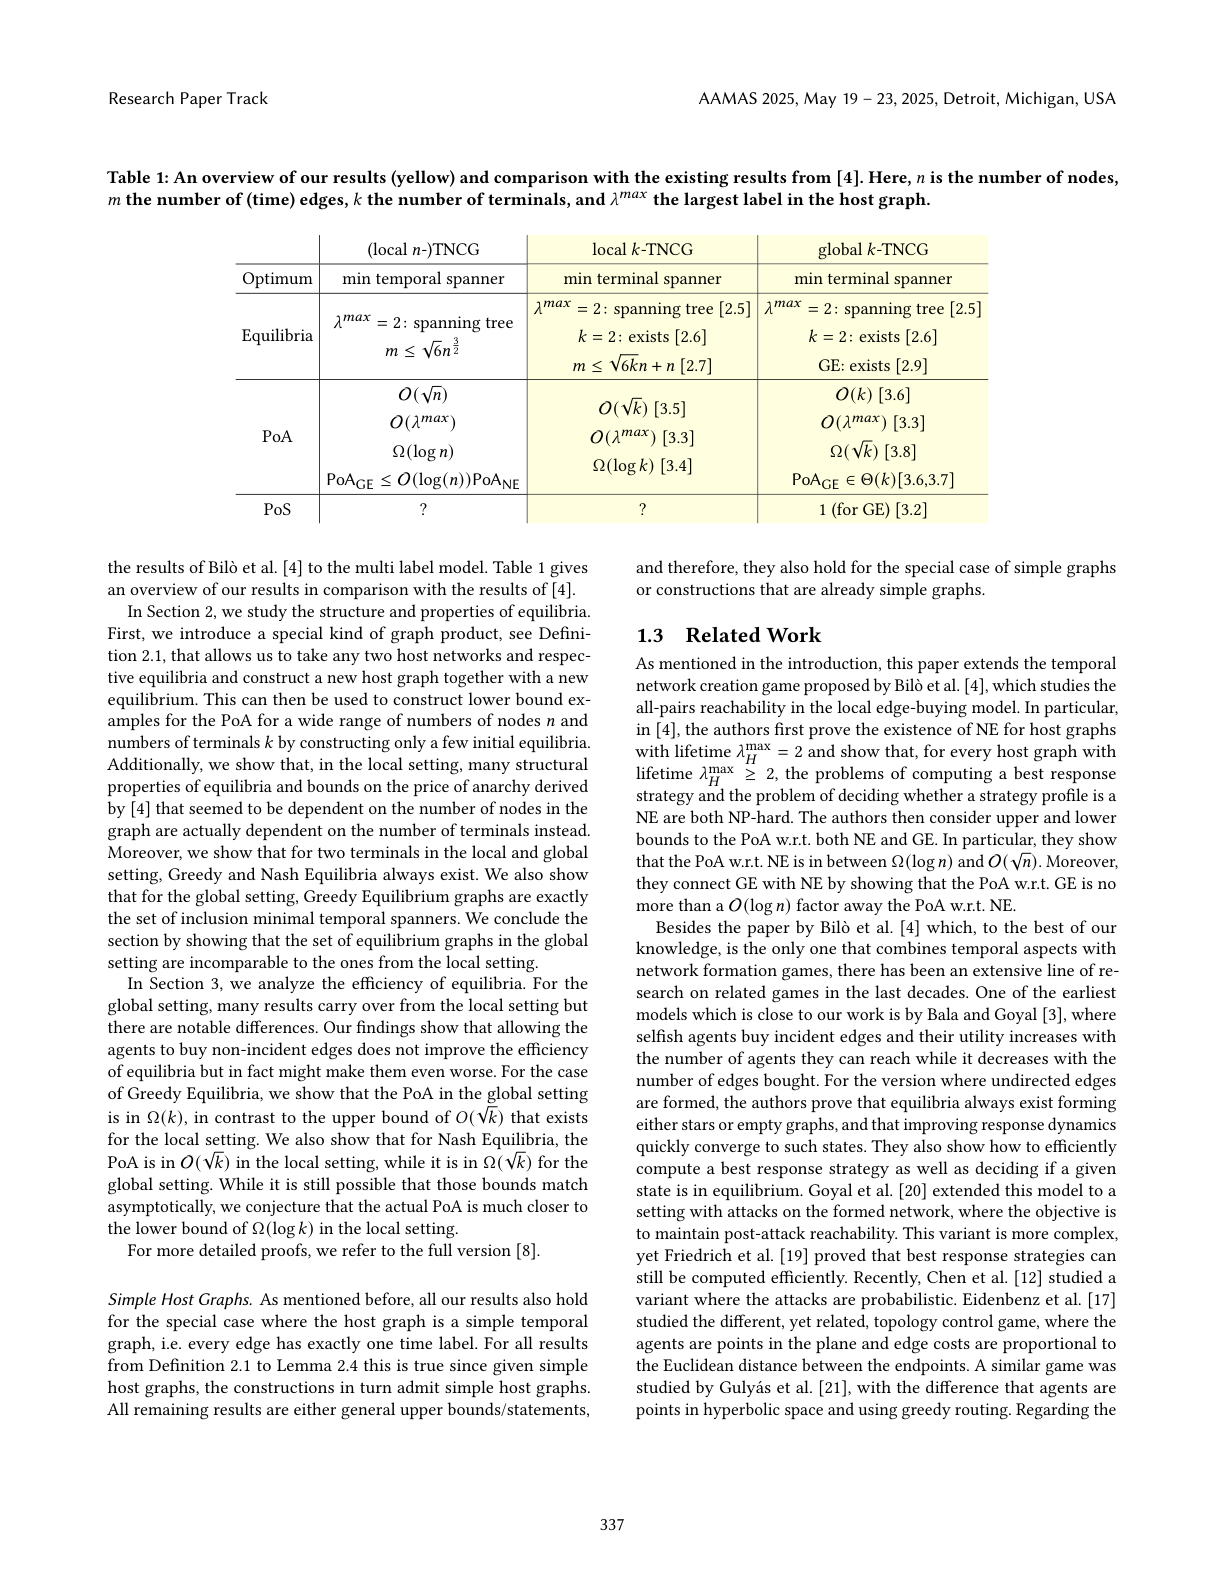 Research Paper Track
AAMAS 2025, May 19 – 23, 2025, Detroit, Michigan, USA
Table 1: An overview of our results (yellow) and comparison with the existing results from [4]. Here, n is the number of nodes,
m the number of (time) edges, k the number of terminals, and λ^max the largest label in the host graph.
(local n-)TNCG local k-TNCG global k-TNCG
Optimum min temporal spanner min terminal spanner min terminal spanner
Equilibria
λ^max = 2: spanning tree
m ≤ √6n^(3/2)
λ^max = 2: spanning tree [2.5]
k = 2: exists [2.6]
m ≤ √(6k)n + n [2.7]
λ^max = 2: spanning tree [2.5]
k = 2: exists [2.6]
GE: exists [2.9]
PoA
O(√n)
O(λ^max)
Ω(log n)
PoA_GE ≤ O(log(n))PoA_NE
O(√k) [3.5]
O(λ^max) [3.3]
Ω(log k) [3.4]
O(k) [3.6]
O(λ^max) [3.3]
Ω(√k) [3.8]
PoA_GE ∈ Θ(k)[3.6,3.7]
PoS ? ? 1 (for GE) [3.2]
the results of Bilò et al. [4] to the multi label model. Table 1 gives
an overview of our results in comparison with the results of [4].
In Section 2, we study the structure and properties of equilibria.
First, we introduce a special kind of graph product, see Defini-
tion 2.1, that allows us to take any two host networks and respec-
tive equilibria and construct a new host graph together with a new
equilibrium. This can then be used to construct lower bound ex-
amples for the PoA for a wide range of numbers of nodes n and
numbers of terminals k by constructing only a few initial equilibria.
Additionally, we show that, in the local setting, many structural
properties of equilibria and bounds on the price of anarchy derived
by [4] that seemed to be dependent on the number of nodes in the
graph are actually dependent on the number of terminals instead.
Moreover, we show that for two terminals in the local and global
setting, Greedy and Nash Equilibria always exist. We also show
that for the global setting, Greedy Equilibrium graphs are exactly
the set of inclusion minimal temporal spanners. We conclude the
section by showing that the set of equilibrium graphs in the global
setting are incomparable to the ones from the local setting.
In Section 3, we analyze the efficiency of equilibria. For the
global setting, many results carry over from the local setting but
there are notable differences. Our findings show that allowing the
agents to buy non-incident edges does not improve the efficiency
of equilibria but in fact might make them even worse. For the case
of Greedy Equilibria, we show that the PoA in the global setting
is in Ω(k), in contrast to the upper bound of O(√k) that exists
for the local setting. We also show that for Nash Equilibria, the
PoA is in O(√k) in the local setting, while it is in Ω(√k) for the
global setting. While it is still possible that those bounds match
asymptotically, we conjecture that the actual PoA is much closer to
the lower bound of Ω(log k) in the local setting.
For more detailed proofs, we refer to the full version [8].
Simple Host Graphs. As mentioned before, all our results also hold
for the special case where the host graph is a simple temporal
graph, i.e. every edge has exactly one time label. For all results
from Definition 2.1 to Lemma 2.4 this is true since given simple
host graphs, the constructions in turn admit simple host graphs.
All remaining results are either general upper bounds/statements,
and therefore, they also hold for the special case of simple graphs
or constructions that are already simple graphs.
1.3 Related Work
As mentioned in the introduction, this paper extends the temporal
network creation game proposed by Bilò et al. [4], which studies the
all-pairs reachability in the local edge-buying model. In particular,
in [4], the authors first prove the existence of NE for host graphs
with lifetime λ_H^max = 2 and show that, for every host graph with
lifetime λ_H^max ≥ 2, the problems of computing a best response
strategy and the problem of deciding whether a strategy profile is a
NE are both NP-hard. The authors then consider upper and lower
bounds to the PoA w.r.t. both NE and GE. In particular, they show
that the PoA w.r.t. NE is in between Ω(log n) and O(√n). Moreover,
they connect GE with NE by showing that the PoA w.r.t. GE is no
more than a O(log n) factor away the PoA w.r.t. NE.
Besides the paper by Bilò et al. [4] which, to the best of our
knowledge, is the only one that combines temporal aspects with
network formation games, there has been an extensive line of re-
search on related games in the last decades. One of the earliest
models which is close to our work is by Bala and Goyal [3], where
selfish agents buy incident edges and their utility increases with
the number of agents they can reach while it decreases with the
number of edges bought. For the version where undirected edges
are formed, the authors prove that equilibria always exist forming
either stars or empty graphs, and that improving response dynamics
quickly converge to such states. They also show how to efficiently
compute a best response strategy as well as deciding if a given
state is in equilibrium. Goyal et al. [20] extended this model to a
setting with attacks on the formed network, where the objective is
to maintain post-attack reachability. This variant is more complex,
yet Friedrich et al. [19] proved that best response strategies can
still be computed efficiently. Recently, Chen et al. [12] studied a
variant where the attacks are probabilistic. Eidenbenz et al. [17]
studied the different, yet related, topology control game, where the
agents are points in the plane and edge costs are proportional to
the Euclidean distance between the endpoints. A similar game was
studied by Gulyás et al. [21], with the difference that agents are
points in hyperbolic space and using greedy routing. Regarding the
337